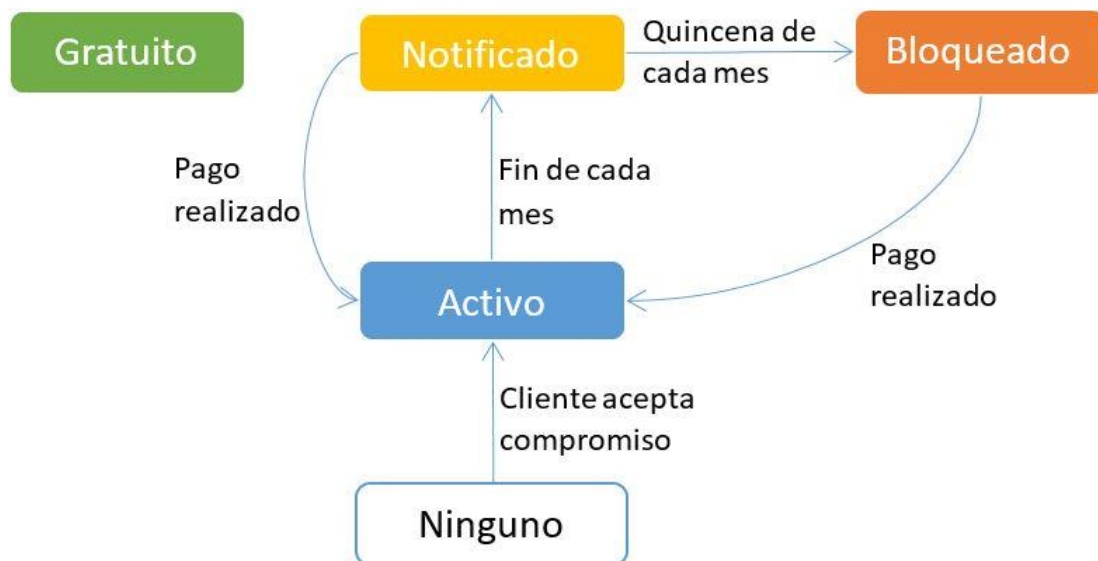 Gratuito
Notificado
Quincena de
cada mes
Bloqueado
Pago
realizado
Fin de cada
mes
Pago
realizado
Activo
Cliente acepta
compromiso
Ninguno